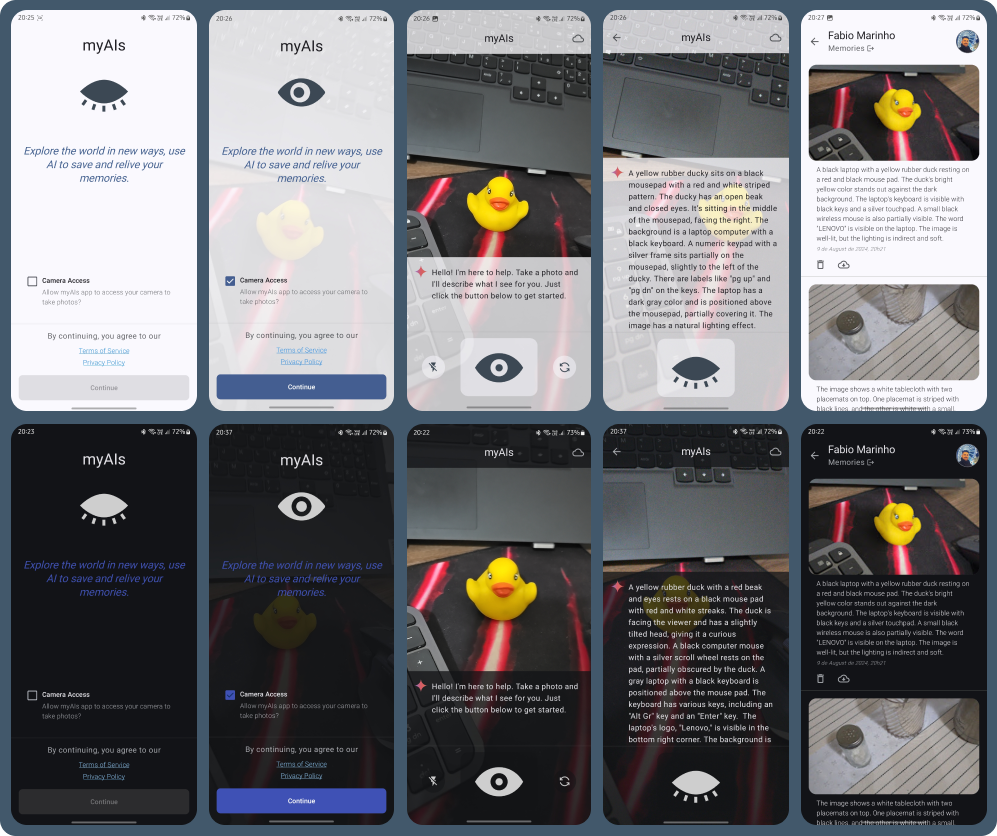 20:25
72%
myAIs
Explore the world in new ways, use
AI to save and relive your
memories.
Camera Access
Allow myAIs app to access your camera to
take photos?
By continuing, you agree to our
Terms of Service
Privacy Policy
Continue
20:26
72%
myAIs
Explore the world in new ways, use
AI to save and relive your
memories.
Camera Access
Allow myAIs app to access your camera to
take photos?
By continuing, you agree to our
Terms of Service
Privacy Policy
Continue
20:26
72%
myAIs
Hello! I'm here to help. Take a photo and
I'll describe what I see for you. Just
click the button below to get started.
20:26
72%
myAIs
A yellow rubber ducky sits on a black
mousepad with a red and white striped
pattern. The ducky has an open beak
and closed eyes. It's sitting in the middle
of the mousepad, facing the right. The
background is a laptop computer with a
black keyboard. A numeric keypad with a
silver frame sits partially on the
mousepad, slightly to the left of the
ducky. There are labels like "pg up" and
"pg dn" on the keys. The laptop has a
dark gray color and is positioned above
the mousepad, partially covering it. The
image has a natural lighting effect.
20:27
72%
Fabio Marinho
Memories
A black laptop with a yellow rubber duck resting on
a red and black mouse pad. The duck's bright
yellow color stands out against the dark
background. The laptop's keyboard is visible with
black keys and a silver touchpad. A small black
wireless mouse is also partially visible. The word
"LENOVO" is visible on the laptop. The image is
well-lit, but the lighting is indirect and soft.
9 de August de 2024, 20h21
The image shows a white tablecloth with two
placemats on top. One placemat is striped with
black lines, and the other is white with a small,
20:23
72%
myAIs
Explore the world in new ways, use
AI to save and relive your
memories.
Camera Access
Allow myAIs app to access your camera to
take photos?
By continuing, you agree to our
Terms of Service
Privacy Policy
Continue
20:37
72%
myAIs
Explore the world in new ways, use
AI to save and relive your
memories.
Camera Access
Allow myAIs app to access your camera to
take photos?
By continuing, you agree to our
Terms of Service
Privacy Policy
Continue
20:22
73%
myAIs
Hello! I'm here to help. Take a photo and
I'll describe what I see for you. Just
click the button below to get started.
20:37
72%
myAIs
A yellow rubber duck with a red beak
and eyes rests on a black mouse pad
with red and white streaks. The duck is
facing the viewer and has a slightly
tilted head, giving it a curious
expression. A black computer mouse
with a silver scroll wheel rests on the
pad, partially obscured by the duck. A
gray laptop with a black keyboard is
positioned above the mouse pad. The
keyboard has various keys, including an
"Alt Gr" key and an "Enter" key. The
laptop's logo, "Lenovo," is visible in the
bottom right corner. The background is
20:22
73%
Fabio Marinho
Memories
A black laptop with a yellow rubber duck resting on
a red and black mouse pad. The duck's bright
yellow color stands out against the dark
background. The laptop's keyboard is visible with
black keys and a silver touchpad. A small black
wireless mouse is also partially visible. The word
"LENOVO" is visible on the laptop. The image is
well-lit, but the lighting is indirect and soft.
9 de August de 2024, 20h21
The image shows a white tablecloth with two
placemats on top. One placemat is striped with
black lines, and the other is white with a small,